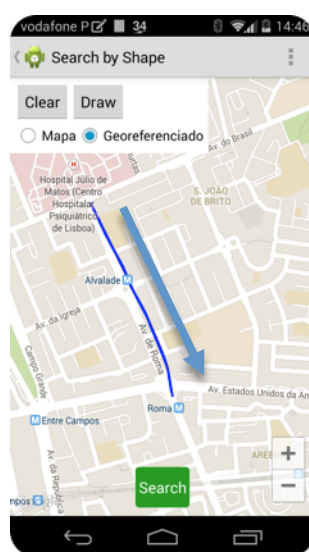 vodafone P 34 14:46
Search by Shape
Clear Draw
Mapa Georeferenciado
Av. do Brasil
Hospital Júlio de
Matos (Centro
Hospitalar
Psiquiátrico
de Lisboa)
S. JOÃO
DE BRITO
Alvalade M
Av. da Igreja
Av. de Roma
Campo Grande
Av. Estados Unidos da Am
Roma M
M Entre Campos
Av. da República
AREE
+
Search
−
mpos